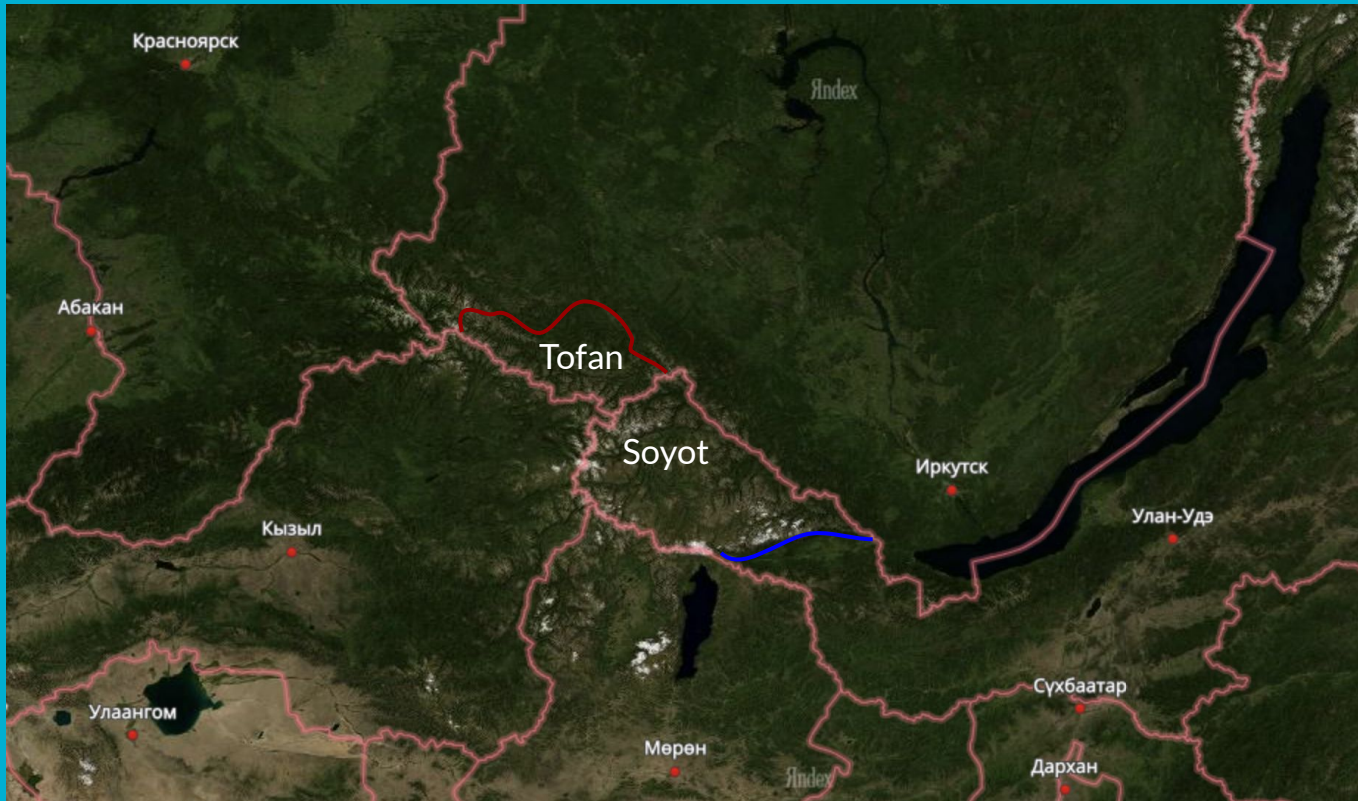 Красноярск
Яndex
Абакан
Tofan
Soyot
Иркутск
Улан-Удэ
Кызыл
Сүхбаатар
Улаангом
Мөрөн
Яndex
Дархан